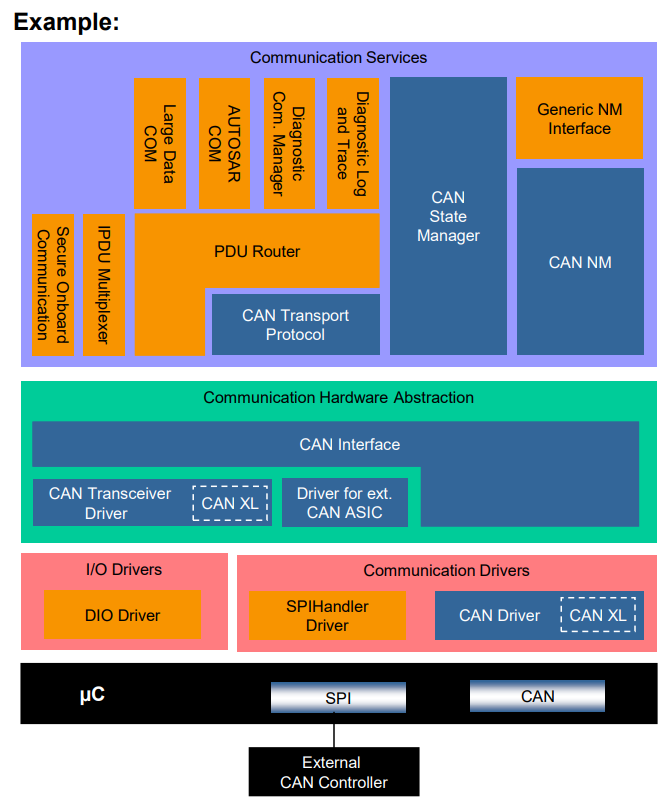 Example:
Communication Services
Large Data
COM
AUTOSAR
COM
Diagnostic
Com. Manager
Diagnostic Log
and Trace
CAN
State
Manager
Generic NM
Interface
Secure Onboard
Communication
IPDU Multiplexer
PDU Router
CAN NM
CAN Transport
Protocol
Communication Hardware Abstraction
CAN Interface
CAN Transceiver
Driver
CAN XL
Driver for ext.
CAN ASIC
I/O Drivers
DIO Driver
Communication Drivers
SPIHandler
Driver
CAN Driver
CAN XL
µC
SPI
CAN
External
CAN Controller